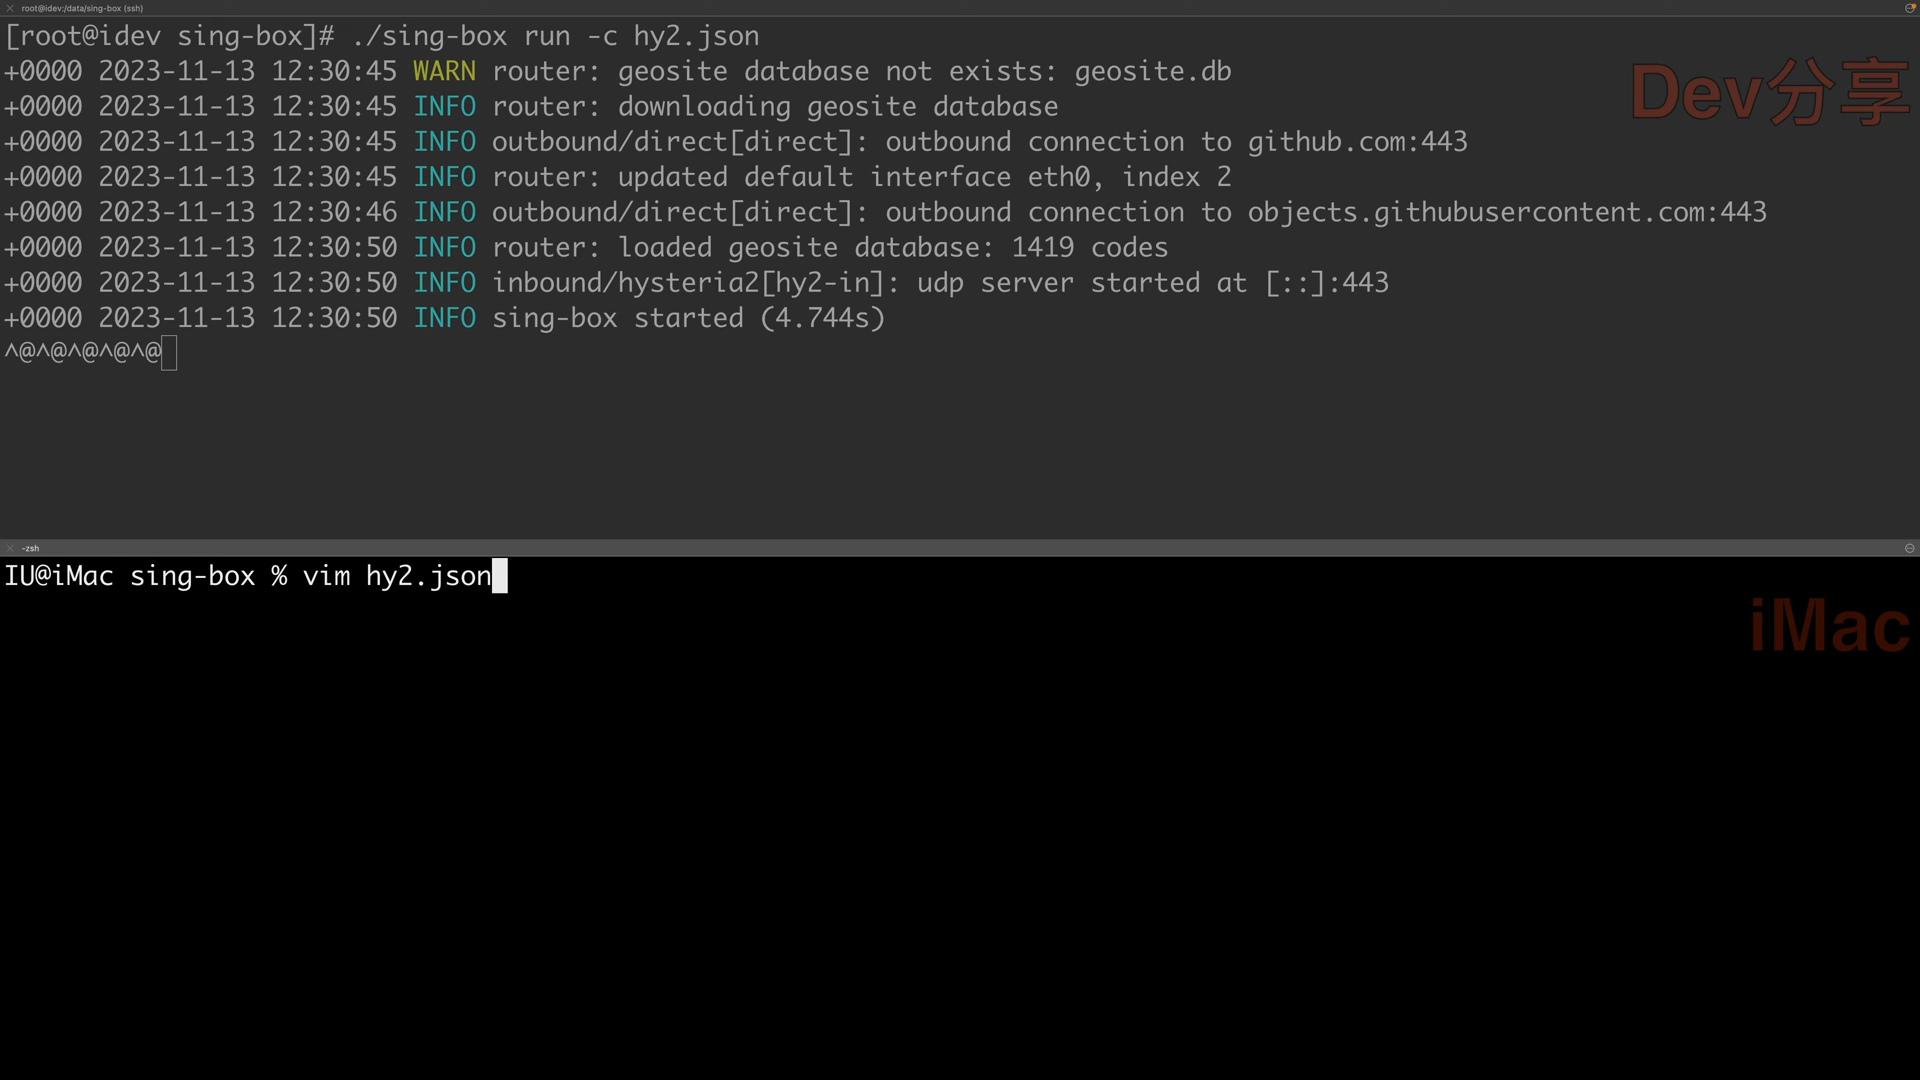 root@idev:/data/sing-box (ssh)
[root@idev sing-box]# ./sing-box run -c hy2.json
+0000 2023-11-13 12:30:45 WARN router: geosite database not exists: geosite.db
+0000 2023-11-13 12:30:45 INFO router: downloading geosite database
+0000 2023-11-13 12:30:45 INFO outbound/direct[direct]: outbound connection to github.com:443
+0000 2023-11-13 12:30:45 INFO router: updated default interface eth0, index 2
+0000 2023-11-13 12:30:46 INFO outbound/direct[direct]: outbound connection to objects.githubusercontent.com:443
+0000 2023-11-13 12:30:50 INFO router: loaded geosite database: 1419 codes
+0000 2023-11-13 12:30:50 INFO inbound/hysteria2[hy2-in]: udp server started at [::]:443
+0000 2023-11-13 12:30:50 INFO sing-box started (4.744s)
^@^@^@^@^@
Dev分享
-zsh
IU@iMac sing-box % vim hy2.json
iMac